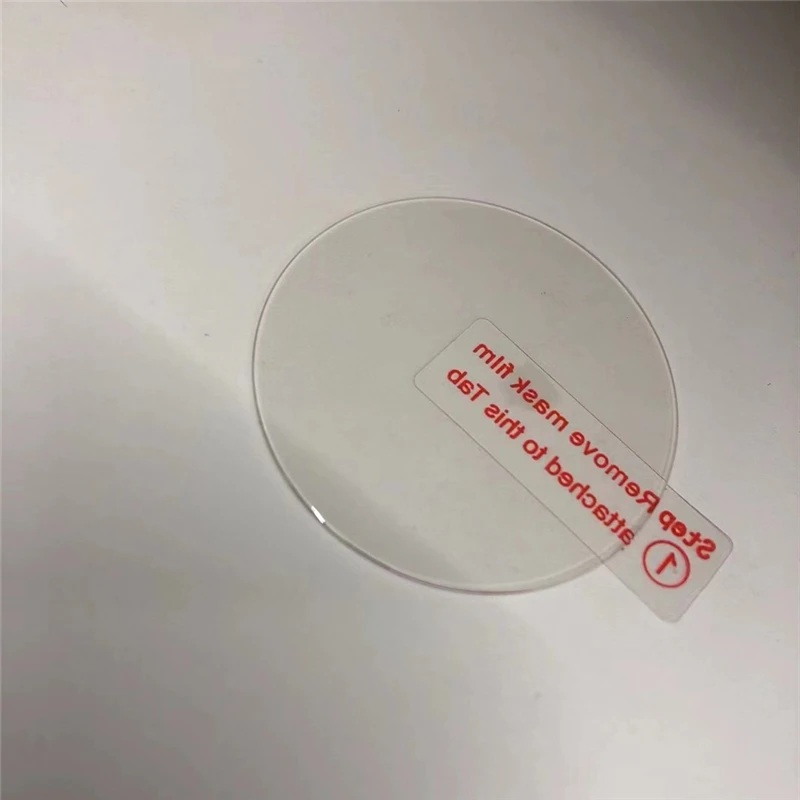 Step Remove mask film
① attached to this Tab